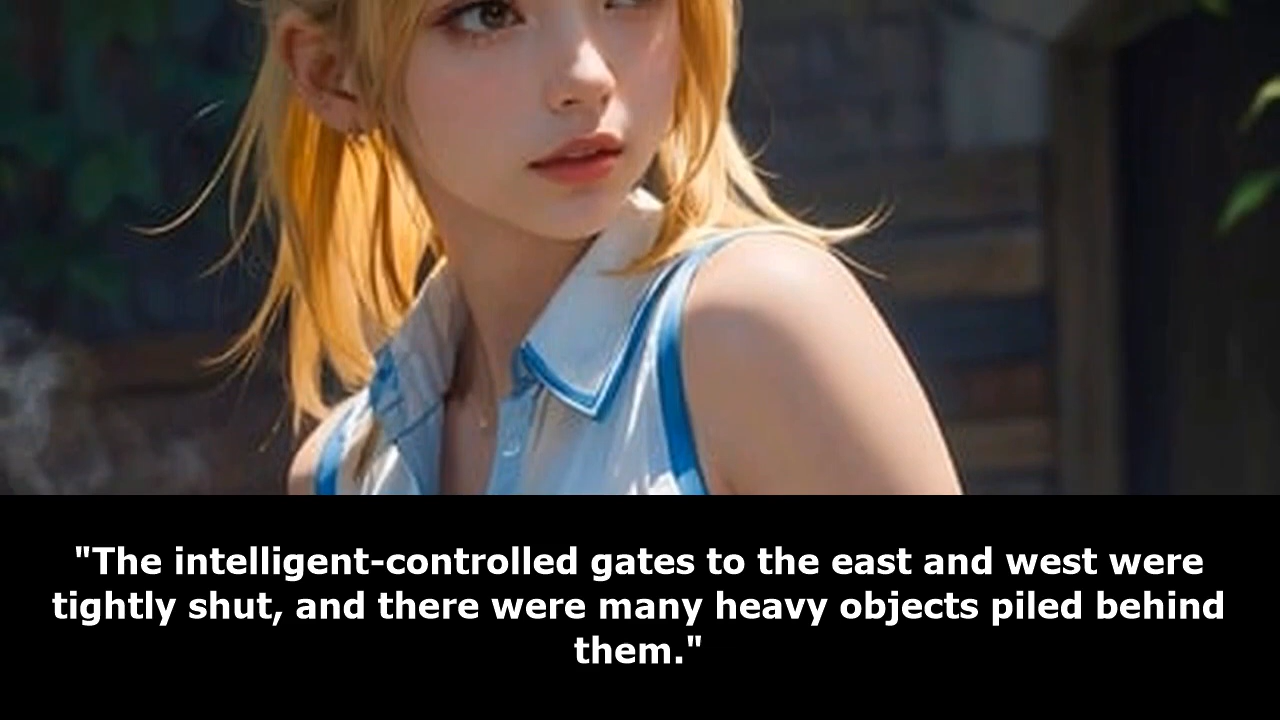 "The intelligent-controlled gates to the east and west were
tightly shut, and there were many heavy objects piled behind
them."